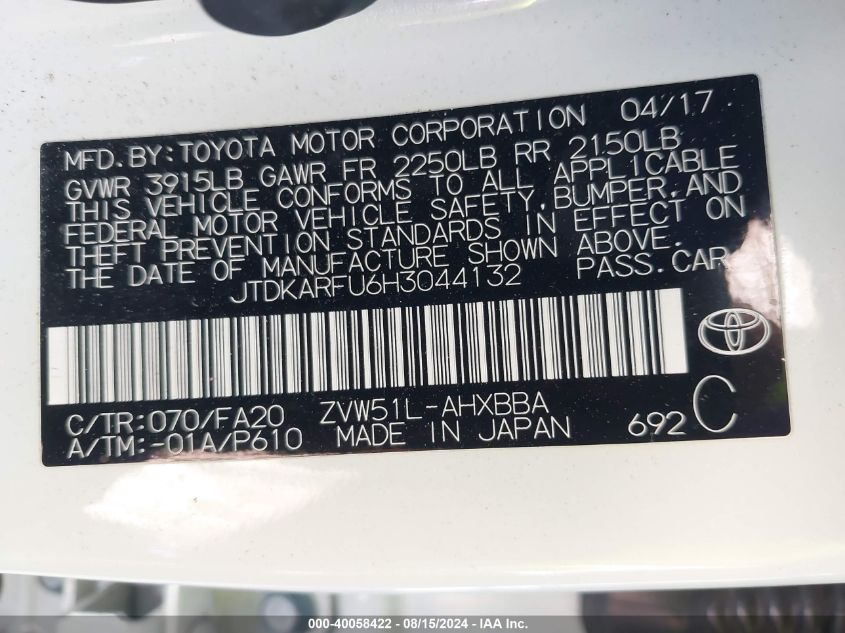 04/17
MFD. BY: TOYOTA MOTOR CORPORATION
GVWR 3915LB GAWR FR 2250LB RR 2150LB
THIS VEHICLE CONFORMS TO ALL APPLICABLE
FEDERAL MOTOR VEHICLE SAFETY, BUMPER, AND
THEFT PREVENTION STANDARDS IN EFFECT ON
THE DATE OF MANUFACTURE SHOWN ABOVE.
JTDKARFU6H3044132 PASS. CAR
C/TR: 070/FA20 ZVW51L-AHXBBA
A/TM: -01A/P610 MADE IN JAPAN 692 C
000-40058422 - 08/15/2024 - IAA Inc.